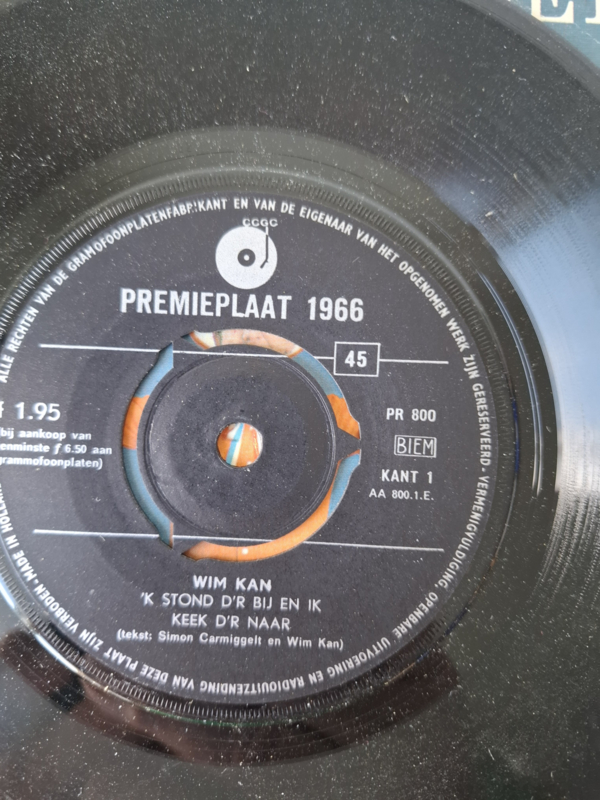 ALLE RECHTEN VAN DE GRAMOFOONPLATENFABRIKANT EN VAN DE EIGENAAR VAN HET OPGENOMEN WERK ZIJN GERESERVEERD· VERMENIGVULDIGING, OPENBARE UITVOERING EN RADIOUITZENDING VAN DEZE PLAAT ZIJN VERBODEN·MADE IN
CCGC
PREMIEPLAAT 1966
45
f 1.95
bij aankoop van
tenminste f 6.50 aan
grammofoonplaten)
PR 800
BIEM
KANT 1
AA 800.1.E.
WIM KAN
'K STOND D'R BIJ EN IK
KEEK D'R NAAR
(tekst: Simon Carmiggelt en Wim Kan)